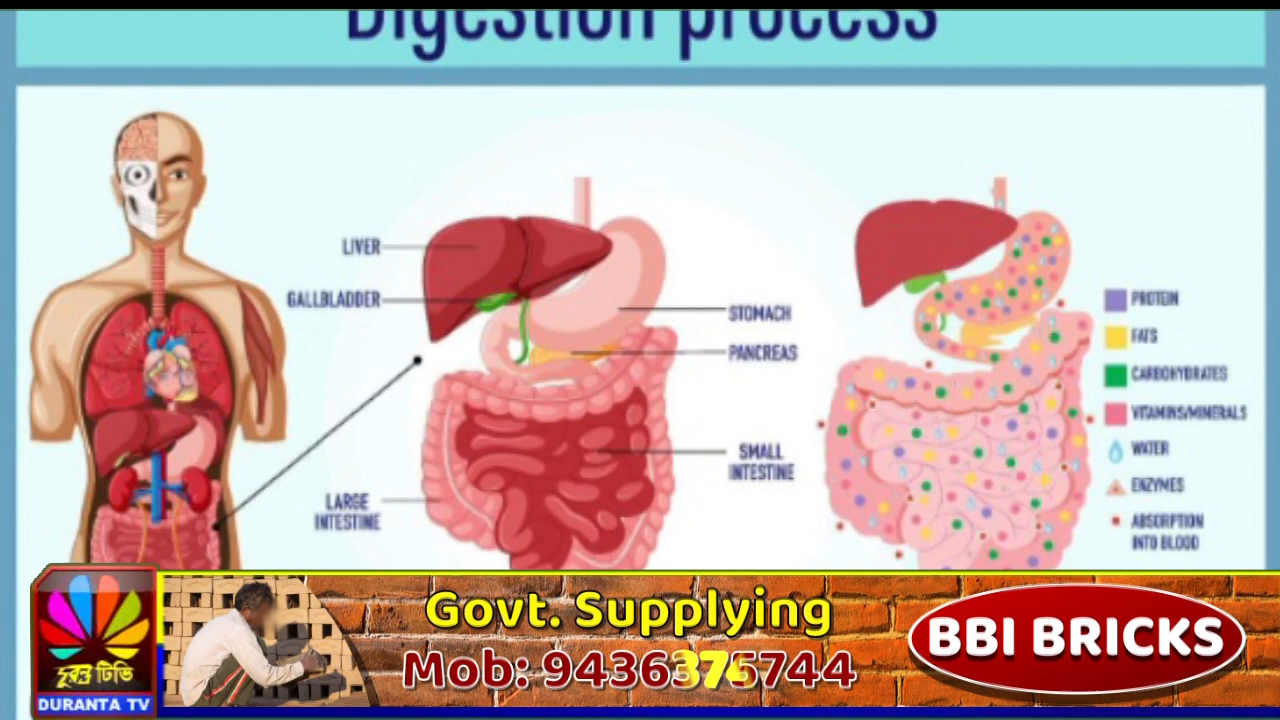 Digestion process
LIVER
GALLBLADDER
STOMACH
PANCREAS
SMALL
INTESTINE
LARGE
INTESTINE
PROTEIN
FATS
CARBOHYDRATES
VITAMINS/MINERALS
WATER
ENZYMES
ABSORPTION
INTO BLOOD
দুরন্ত টিভি
DURANTA TV
Govt. Supplying
Mob: 9436375744
BBI BRICKS